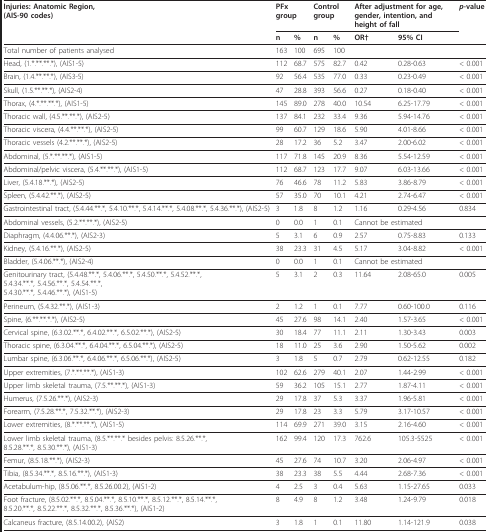 Injuries: Anatomic Region, (AIS-90 codes) PFx group Control group After adjustment for age, gender, intention, and height of fall p-value
n % n % OR† 95% CI
Total number of patients analysed 163 100 695 100
Head, (1.*.**.**.*), (AIS1-5) 112 68.7 575 82.7 0.42 0.28-0.63 < 0.001
Brain, (1.4.**.**.*), (AIS3-5) 92 56.4 535 77.0 0.33 0.23-0.49 < 0.001
Skull, (1.5.**.**.*), (AIS2-4) 47 28.8 393 56.6 0.27 0.18-0.40 < 0.001
Thorax, (4.*.**.**.*), (AIS1-5) 145 89.0 278 40.0 10.54 6.25-17.79 < 0.001
Thoracic wall, (4.5.**.**.*), (AIS2-5) 137 84.1 232 33.4 9.36 5.94-14.76 < 0.001
Thoracic viscera, (4.4.**.**.*), (AIS2-5) 99 60.7 129 18.6 5.90 4.01-8.66 < 0.001
Thoracic vessels (4.2.**.**.*), (AIS2-5) 28 17.2 36 5.2 3.47 2.00-6.02 < 0.001
Abdominal, (5.*.**.**.*), (AIS1-5) 117 71.8 145 20.9 8.36 5.54-12.59 < 0.001
Abdominal/pelvic viscera, (5.4.**.**.*), (AIS1-5) 112 68.7 123 17.7 9.07 6.03-13.66 < 0.001
Liver, (5.4.18.**.*), (AIS2-5) 76 46.6 78 11.2 5.83 3.86-8.79 < 0.001
Spleen, (5.4.42.**.*), (AIS2-5) 57 35.0 70 10.1 4.21 2.74-6.47 < 0.001
Gastrointestinal tract, (5.4.44.**.*, 5.4.10.**.*, 5.4.14.**.*, 5.4.08.**.*, 5.4.36.**.*), (AIS2-5) 3 1.8 8 1.2 1.16 0.29-4.56 0.834
Abdominal vessels, (5.2.**.**.*), (AIS2-5) 0 0.0 1 0.1 Cannot be estimated
Diaphragm, (4.4.06.**.*), (AIS2-3) 5 3.1 6 0.9 2.57 0.75-8.83 0.133
Kidney, (5.4.16.**.*), (AIS2-5) 38 23.3 31 4.5 5.17 3.04-8.82 < 0.001
Bladder, (5.4.06.**.*), (AIS2-4) 0 0.0 1 0.1 Cannot be estimated
Genitourinary tract, (5.4.48.**.*, 5.4.06.**.*, 5.4.50.**.*, 5.4.52.**.*,
5.4.34.**.*, 5.4.56.**.*, 5.4.54.**.*,
5.4.30.**.*, 5.4.46.**.*), (AIS1-5) 5 3.1 2 0.3 11.64 2.08-65.0 0.005
Perineum, (5.4.32.**.*), (AIS1-3) 2 1.2 1 0.1 7.77 0.60-100.0 0.116
Spine, (6.**.**.**.*), (AIS2-5) 45 27.6 98 14.1 2.40 1.57-3.65 < 0.001
Cervical spine, (6.3.02.**.*, 6.4.02.**.*, 6.5.02.**.*), (AIS2-5) 30 18.4 77 11.1 2.11 1.30-3.43 0.003
Thoracic spine, (6.3.04.**.*, 6.4.04.**.*, 6.5.04.**.*), (AIS2-5) 18 11.0 25 3.6 2.90 1.50-5.62 0.002
Lumbar spine, (6.3.06.**.*, 6.4.06.**.*, 6.5.06.**.*), (AIS2-5) 3 1.8 5 0.7 2.79 0.62-12.55 0.182
Upper extremities, (7.*.**.**.*), (AIS1-3) 102 62.6 279 40.1 2.07 1.44-2.99 < 0.001
Upper limb skeletal trauma, (7.5.**.**.*), (AIS1-3) 59 36.2 105 15.1 2.77 1.87-4.11 < 0.001
Humerus, (7.5.26.**.*), (AIS2-3) 29 17.8 37 5.3 3.37 1.96-5.81 < 0.001
Forearm, (7.5.28.**.*, 7.5.32.**.*), (AIS2-3) 29 17.8 23 3.3 5.79 3.17-10.57 < 0.001
Lower extremities, (8.*.**.**.*), (AIS1-5) 114 69.9 271 39.0 3.15 2.16-4.60 < 0.001
Lower limb skeletal trauma, (8.5.**.**.* besides pelvis: 8.5.26.**.*,
8.5.28.**.*, 8.5.30.**.*), (AIS1-3) 162 99.4 120 17.3 762.6 105.3-5525 < 0.001
Femur, (8.5.18.**.*), (AIS2-3) 45 27.6 74 10.7 3.20 2.06-4.97 < 0.001
Tibia, (8.5.34.**.*, 8.5.16.**.*), (AIS1-3) 38 23.3 38 5.5 4.44 2.68-7.36 < 0.001
Acetabulum-hip, (8.5.06.**.*, 8.5.26.00.2), (AIS1-2) 4 2.5 3 0.4 5.63 1.15-27.65 0.033
Foot fracture, (8.5.02.**.*, 8.5.04.**.*, 8.5.10.**.*, 8.5.12.**.*, 8.5.14.**.*,
8.5.20.**.*, 8.5.22.**.*, 8.5.32.**.*, 8.5.36.**.*), (AIS1-2) 8 4.9 8 1.2 3.48 1.24-9.79 0.018
Calcaneus fracture, (8.5.14.00.2), (AIS2) 3 1.8 1 0.1 11.80 1.14-121.9 0.038